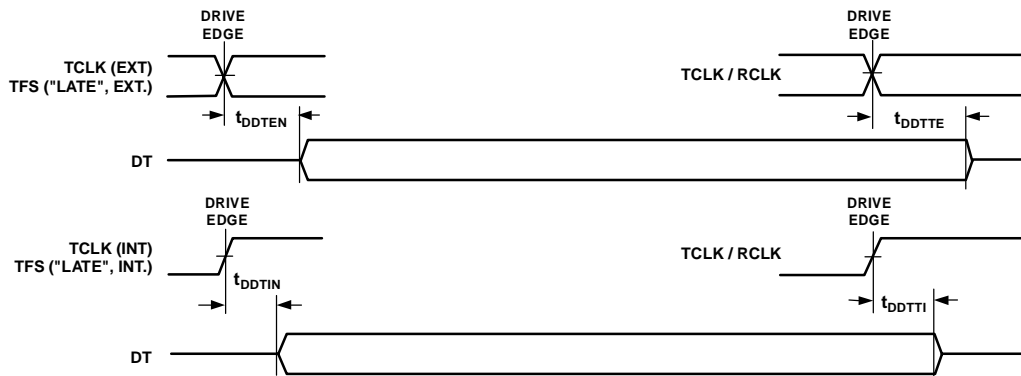 DRIVE
EDGE
DRIVE
EDGE
TCLK (EXT)
TFS ("LATE", EXT.)
TCLK / RCLK
tDDTEN
tDDTTE
DT
DRIVE
EDGE
DRIVE
EDGE
TCLK (INT)
TFS ("LATE", INT.)
TCLK / RCLK
tDDTIN
tDDTTI
DT